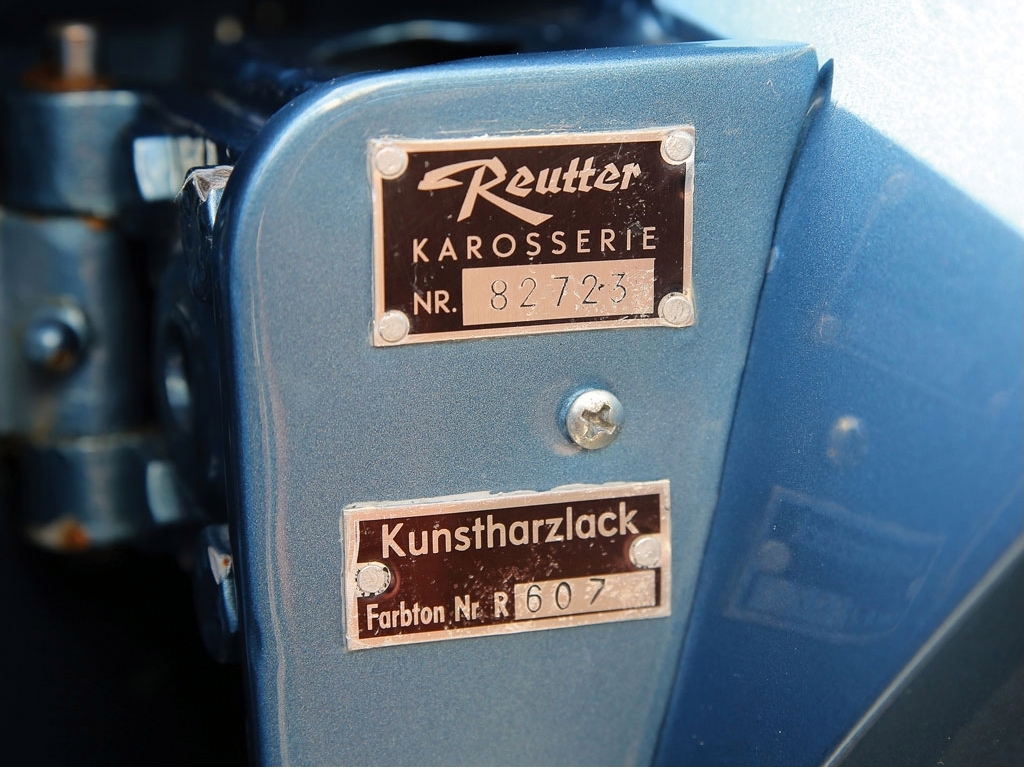 Reutter
KAROSSERIE
NR. 82723
Kunstharzlack
Farbton Nr R 607